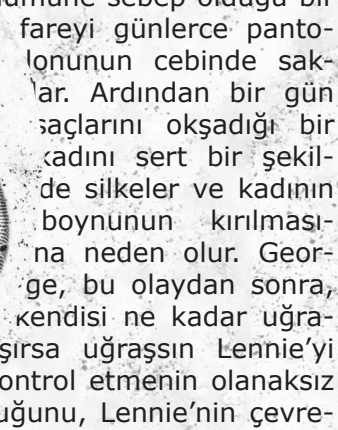 sebep olduğu bir
fareyi günlerce panto-
lonunun cebinde sak-
lar. Ardından bir gün
saçlarını okşadığı bir
kadını sert bir şekil-
de silkeler ve kadının
boynunun kırılması-
na neden olur. Geor-
ge, bu olaydan sonra,
kendisi ne kadar uğra-
şırsa uğraşsın Lennie’yi
kontrol etmenin olanaksız
Lennie’nin çevre-